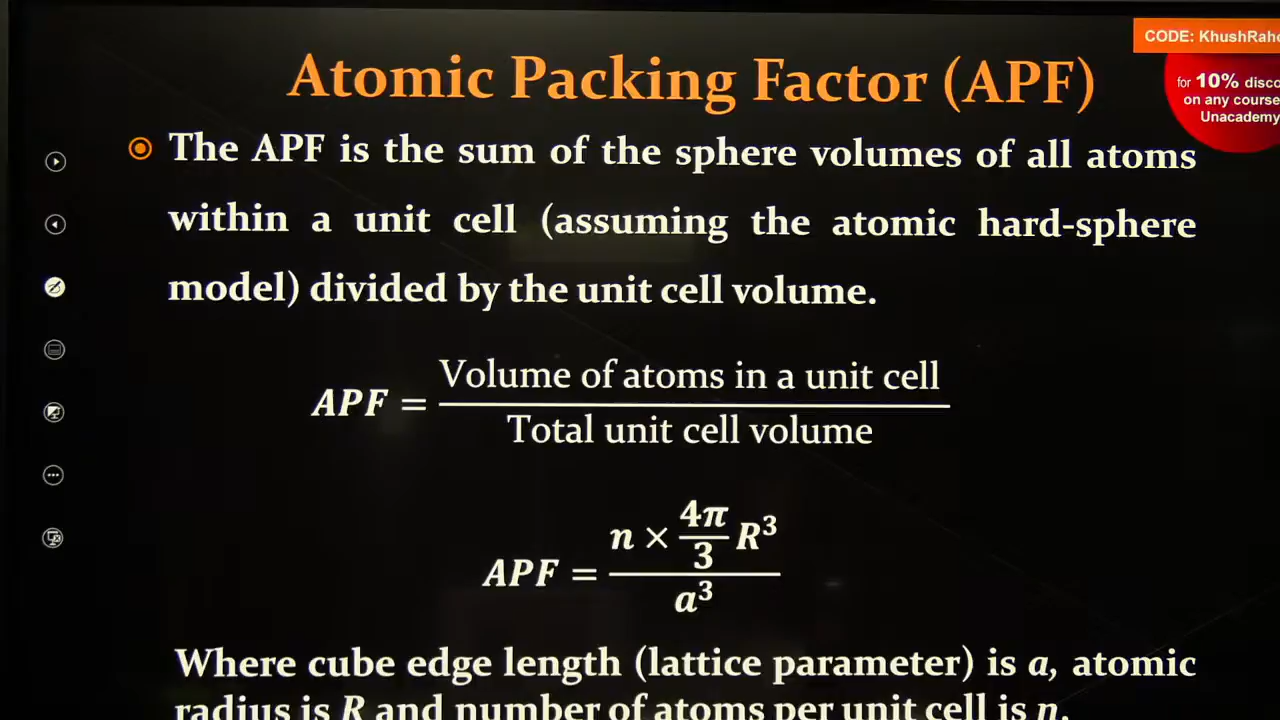 CODE: KhushRaho
for 10% disco
on any course
Unacademy
Atomic Packing Factor (APF)
The APF is the sum of the sphere volumes of all atoms
within a unit cell (assuming the atomic hard-sphere
model) divided by the unit cell volume.
APF = Volume of atoms in a unit cell
Total unit cell volume
APF = n × 4π/3 R³
a³
Where cube edge length (lattice parameter) is a, atomic
radius is R and number of atoms per unit cell is n.